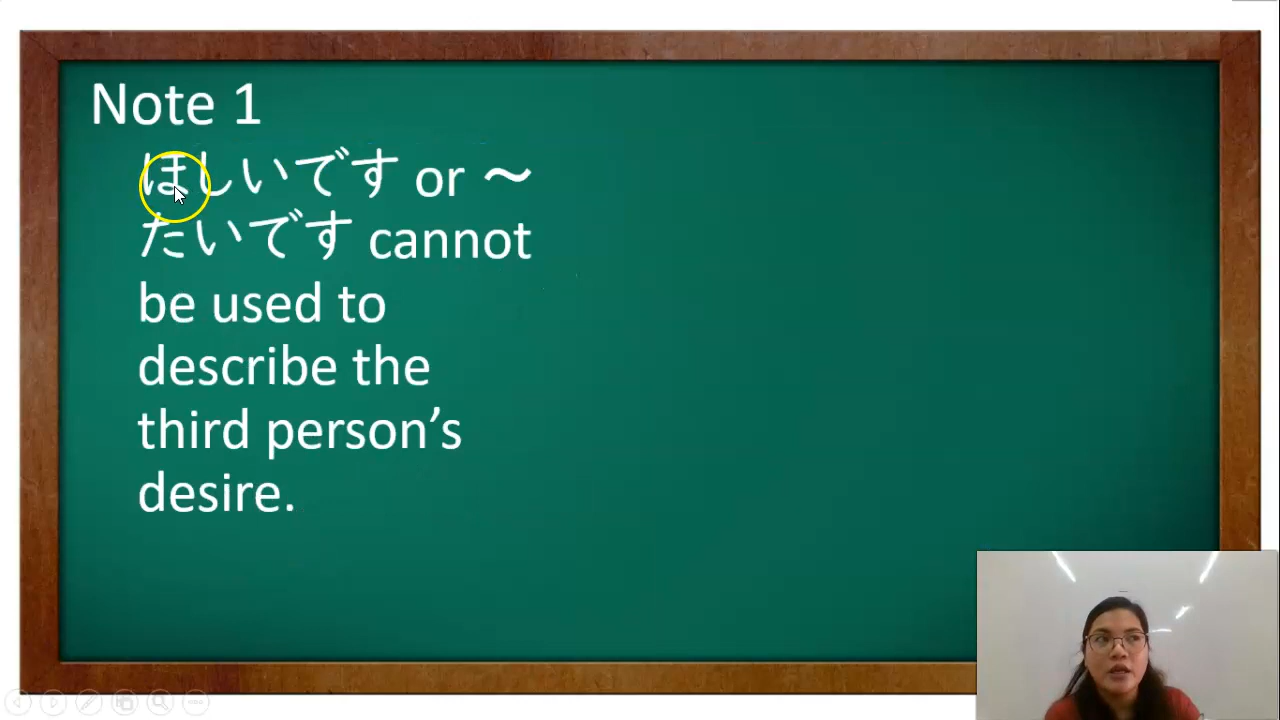 Note 1
ほしいです or ～
たいです cannot
be used to
describe the
third person’s
desire.